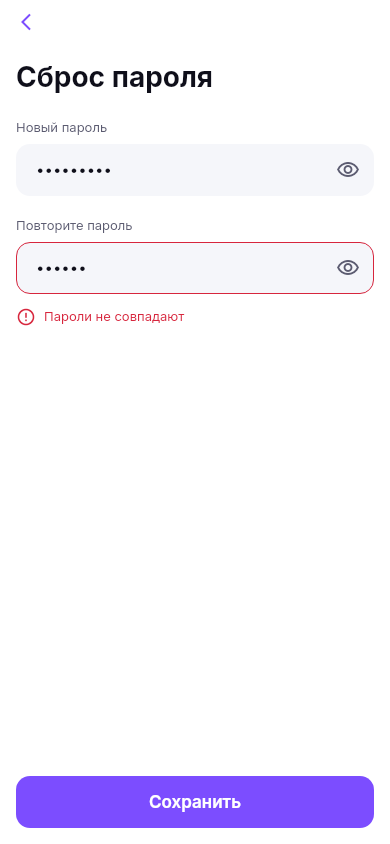 Сброс пароля
Новый пароль
•••••••••
Повторите пароль
••••••
Пароли не совпадают
Сохранить